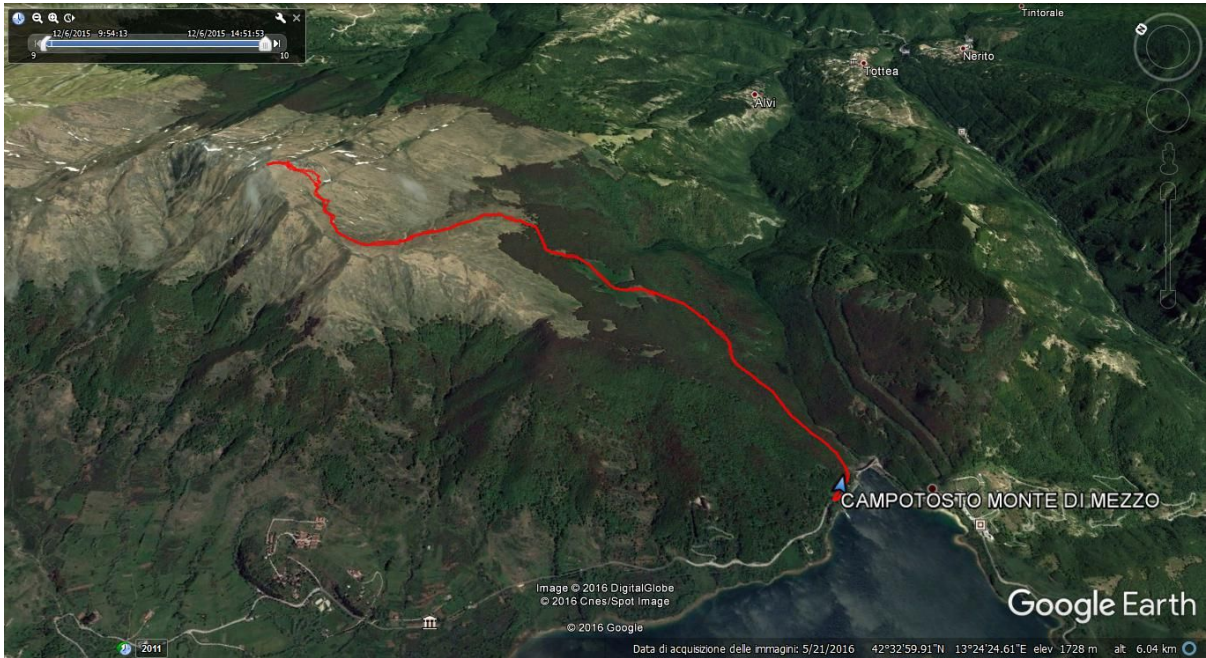 12/6/2015 9:54:13 12/6/2015 14:51:53
9 10
Tintorale
N
Nerito
Tottea
Alvi
CAMPOTOSTO MONTE DI MEZZO
Image © 2016 DigitalGlobe
© 2016 Cnes/Spot Image
© 2016 Google
Google Earth
2011
Data di acquisizione delle immagini: 5/21/2016 42°32'59.91"N 13°24'24.61"E elev 1728 m alt 6.04 km